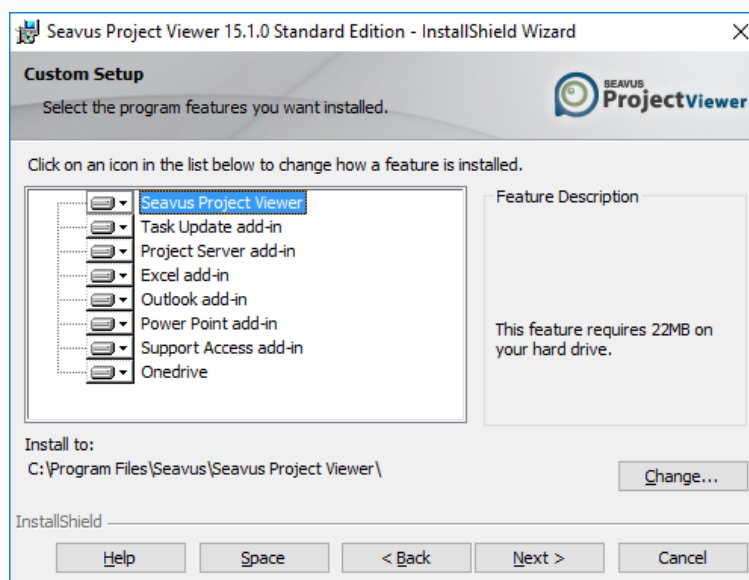 Seavus Project Viewer 15.1.0 Standard Edition - InstallShield Wizard
Custom Setup
Select the program features you want installed.
SEAVUS
ProjectViewer
Click on an icon in the list below to change how a feature is installed.
Seavus Project Viewer
Task Update add-in
Project Server add-in
Excel add-in
Outlook add-in
Power Point add-in
Support Access add-in
Onedrive
Feature Description
This feature requires 22MB on
your hard drive.
Install to:
C:\Program Files\Seavus\Seavus Project Viewer\
Change...
InstallShield
Help
Space
< Back
Next >
Cancel